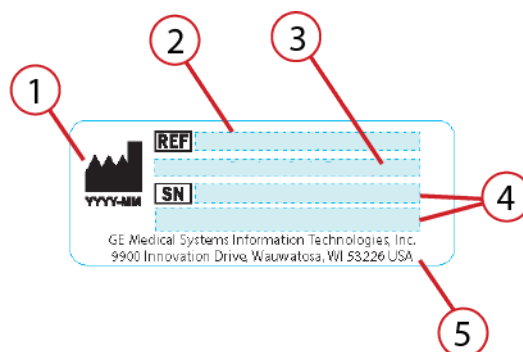 2
3
1
REF
YYYY-MM
SN
4
GE Medical Systems Information Technologies, Inc.
9900 Innovation Drive, Wauwatosa, WI 53226 USA
5